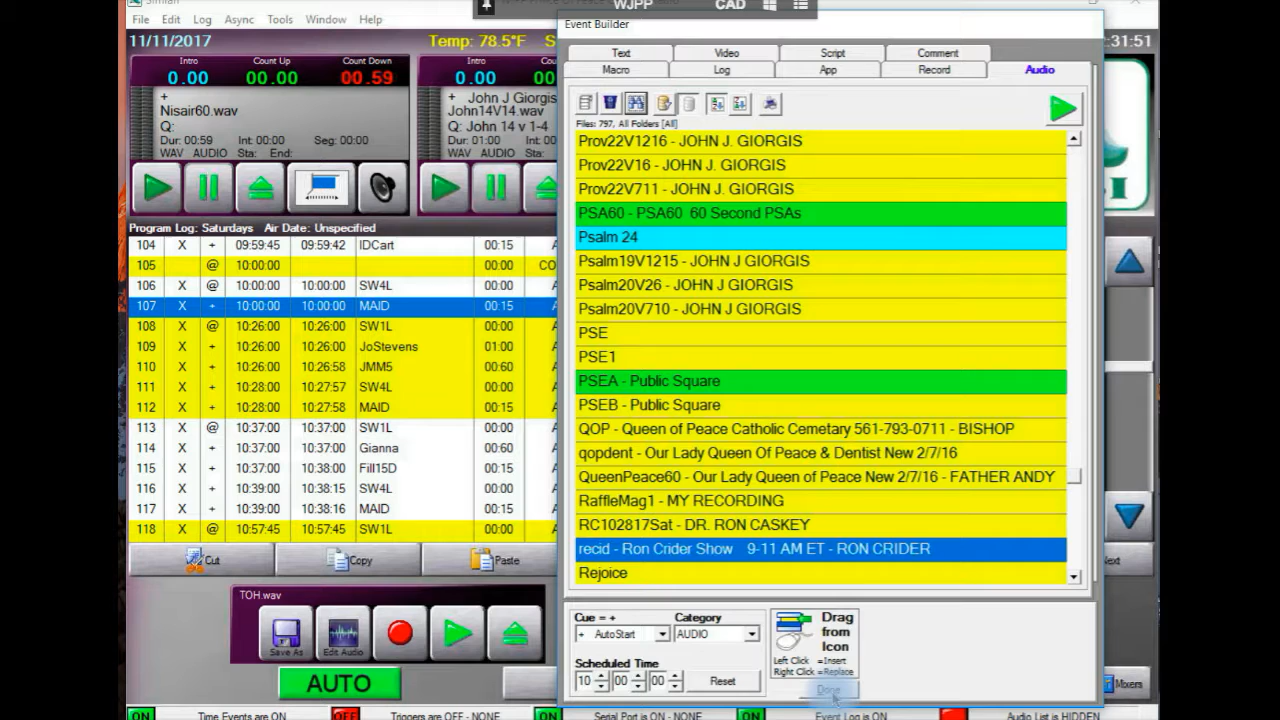 Simian
WJPP CAD
File Edit Log Async Tools Window Help
11/11/2017 Temp: 78.5°F
:31:51
Intro Count Up Count Down
0.00 00.00 00.59
+
Nisair60.wav
Q:
Dur: 00:59 Int: 00:00 Seg: 00:00
WAV AUDIO Sta: End:
Intro Cou
0.00 00
+ John J Giorgis
John14V14.wav
Q: John 14 v 1-4
Dur: 01:00 Int: 00:00
WAV AUDIO Sta:
Program Log: Saturdays Air Date: Unspecified
104 X + 09:59:45 09:59:42 IDCart 00:15 A
105 @ 10:00:00 00:00 CO
106 X @ 10:00:00 10:00:00 SW4L 00:00 A
107 X + 10:00:00 10:00:00 MAID 00:15 A
108 X @ 10:26:00 10:26:00 SW1L 00:00 A
109 X + 10:26:00 10:26:00 JoStevens 01:00 A
110 X + 10:26:00 10:26:58 JMM5 00:60 A
111 X + 10:28:00 10:27:57 SW4L 00:00 A
112 X + 10:28:00 10:27:58 MAID 00:15 A
113 X @ 10:37:00 10:37:00 SW1L 00:00 A
114 X + 10:37:00 10:37:00 Gianna 00:60 A
115 X + 10:37:00 10:38:00 Fill15D 00:15 A
116 X + 10:39:00 10:38:15 SW4L 00:00 A
117 X + 10:39:00 10:38:16 MAID 00:15 A
118 X @ 10:57:45 10:57:45 SW1L 00:00 A
Cut Copy Paste
TOH.wav
Save As Edit Audio
AUTO
ON Time Events are ON OFF Triggers are OFF - NONE ON Serial Port is ON - NONE ON Event Log is ON Audio List is HIDDEN
Event Builder
Text Video Script Comment
Macro Log App Record Audio
Files: 797, All Folders [All]
Prov22V1216 - JOHN J. GIORGIS
Prov22V16 - JOHN J. GIORGIS
Prov22V711 - JOHN J. GIORGIS
PSA60 - PSA60 60 Second PSAs
Psalm 24
Psalm19V1215 - JOHN J GIORGIS
Psalm20V26 - JOHN J GIORGIS
Psalm20V710 - JOHN J GIORGIS
PSE
PSE1
PSEA - Public Square
PSEB - Public Square
QOP - Queen of Peace Catholic Cemetary 561-793-0711 - BISHOP
qopdent - Our Lady Queen Of Peace & Dentist New 2/7/16
QueenPeace60 - Our Lady Queen of Peace New 2/7/16 - FATHER ANDY
RaffleMag1 - MY RECORDING
RC102817Sat - DR. RON CASKEY
recid - Ron Crider Show 9-11 AM ET - RON CRIDER
Rejoice
Cue = + Category
+ AutoStart AUDIO
Scheduled Time
10 00 00 Reset
Drag
from
Icon
Left Click =Insert
Right Click =Replace
Done
SI
Next
Mixers